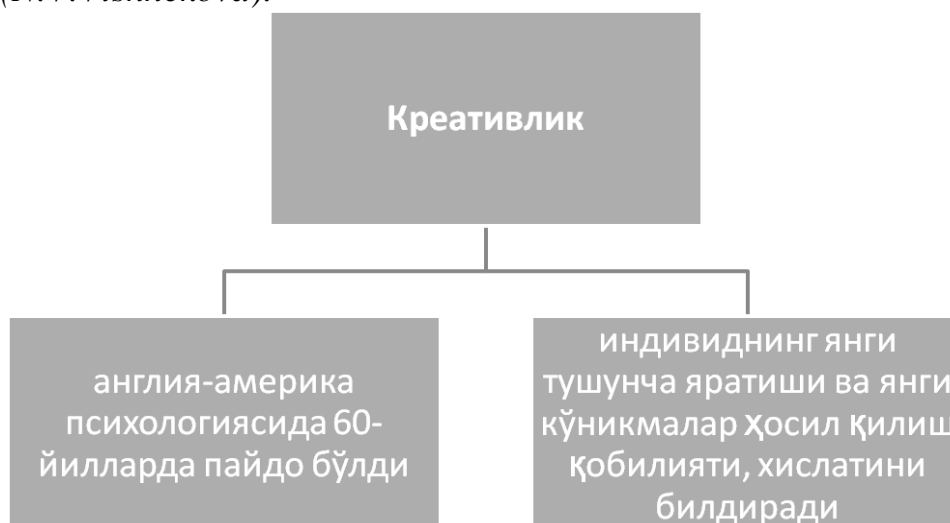 Креативлик
англия-америка
психологиясида 60-
йилларда пайдо бўлди
индивиднинг янги
тушунча яратиши ва янги
кўникмалар ҳосил қилиш
қобилияти, хислатини
билдиради